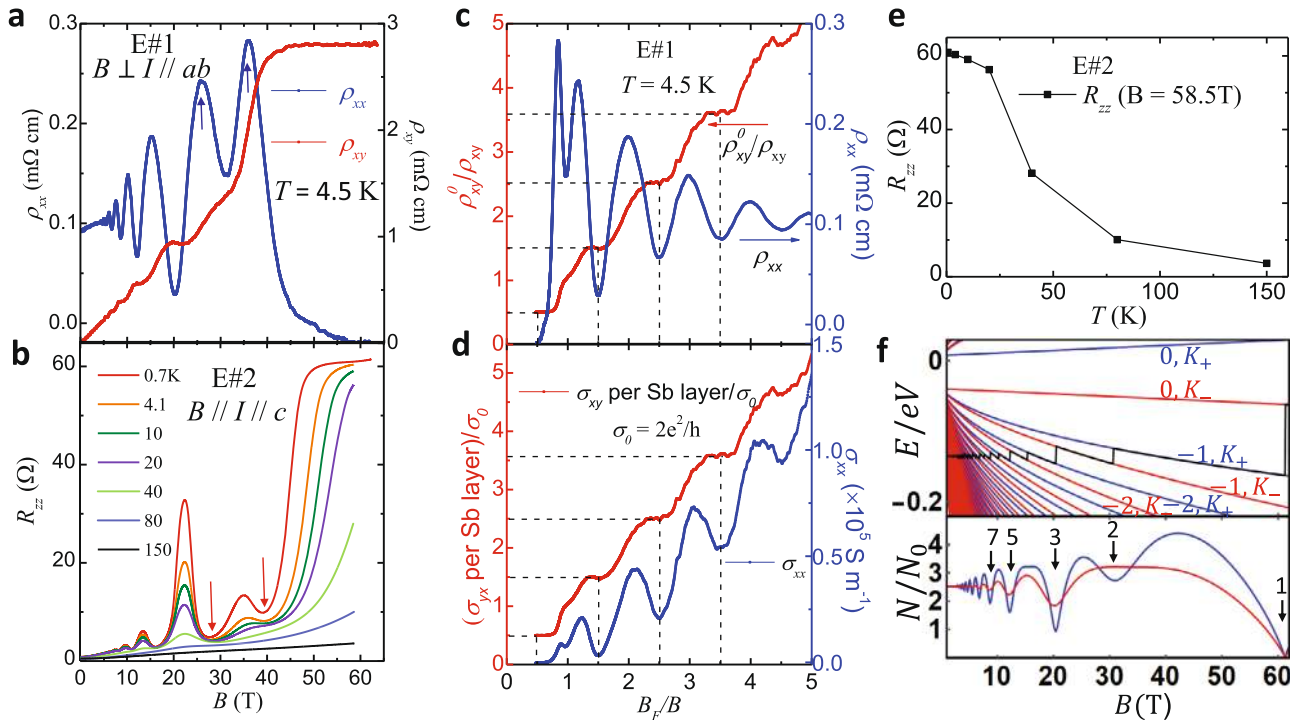 a
E#1
B ⊥ I // ab
ρxx
ρxy
T = 4.5 K
ρxx (mΩ cm)
0.3
0.2
0.1
0.0
ρxy (mΩ cm)
3
2
1
0
b
E#2
B // I // c
0.7K
4.1
10
20
40
80
150
Rzz (Ω)
60
40
20
0
0 10 20 30 40 50 60
B (T)
c
E#1
T = 4.5 K
ρ⁰xy/ρxy
ρxx
ρ⁰xy/ρxy
5
4
3
2
1
0
ρxx (mΩ cm)
0.3
0.2
0.1
0.0
d
σxy per Sb layer/σ0
σ0 = 2e²/h
σxx
(σyx per Sb layer)/σ0
5
4
3
2
1
0
σxx (×10⁵ S m⁻¹)
1.5
1.0
0.5
0.0
0 1 2 3 4 5
BF/B
e
E#2
Rzz (B = 58.5T)
Rzz (Ω)
60
40
20
0
0 50 100 150
T (K)
f
0, K+
0, K−
−1, K+
−1, K−
−2, K− −2, K+
E/eV
0
-0.2
7 5 3 2 1
N/N0
4
3
2
1
10 20 30 40 50 60
B(T)